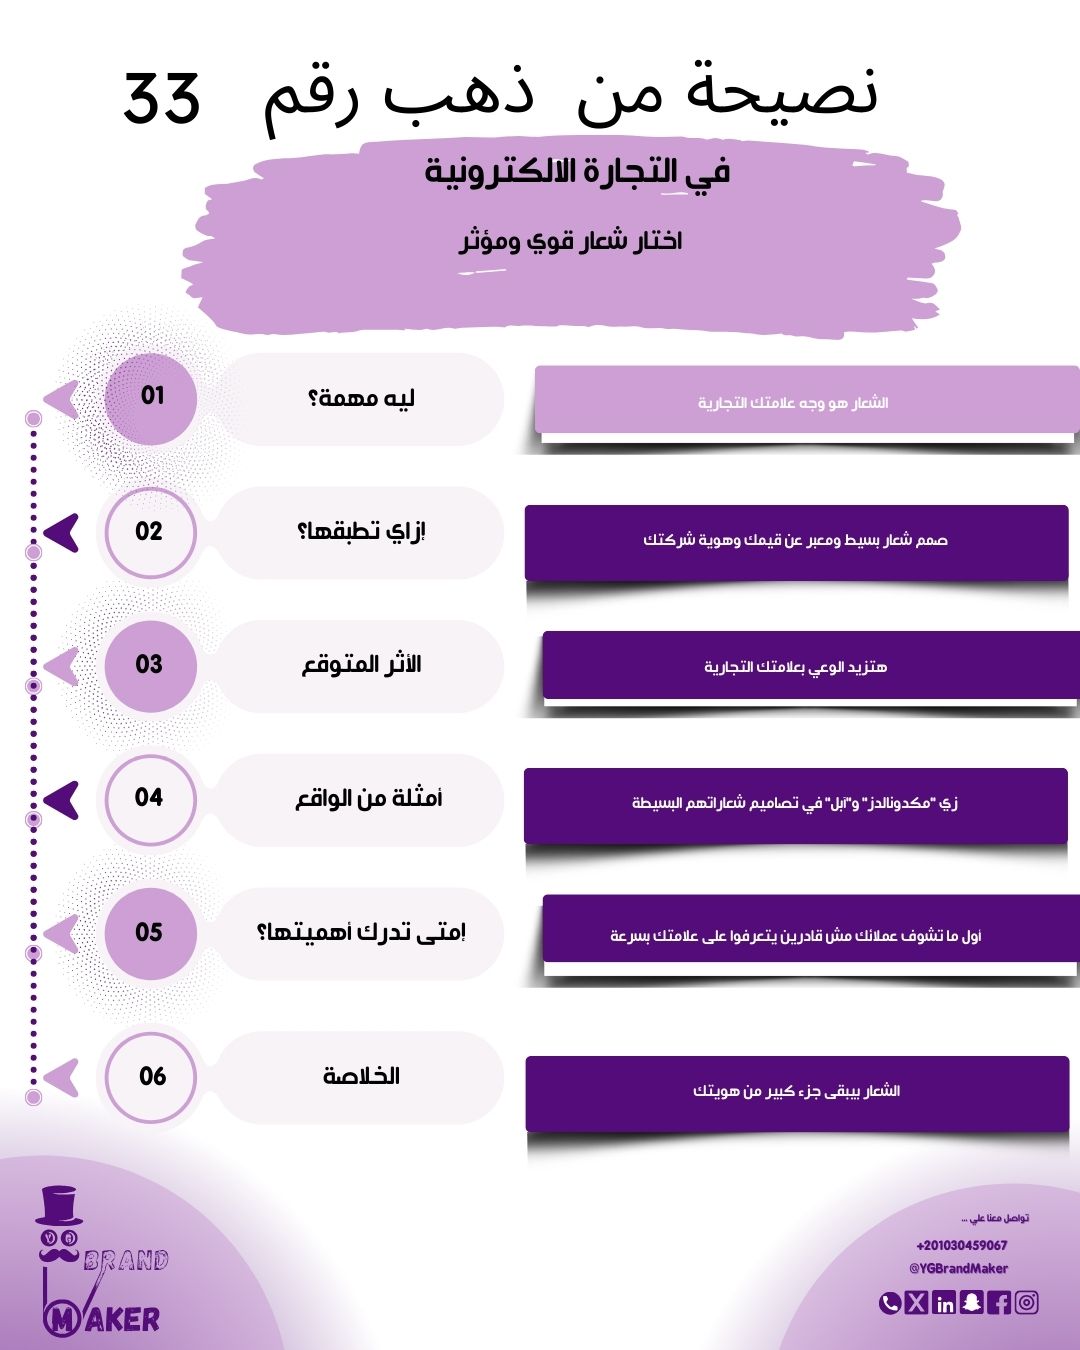 نصيحة من ذهب رقم 33
في التجارة الالكترونية
اختار شعار قوي ومؤثر
01
ليه مهمة؟
الشعار هو وجه علامتك التجارية
02
إزاي تطبقها؟
صمم شعار بسيط ومعبر عن قيمك وهوية شركتك
03
الأثر المتوقع
هتزيد الوعي بعلامتك التجارية
04
أمثلة من الواقع
زي "مكدونالدز" و"آبل" في تصاميم شعاراتهم البسيطة
05
إمتى تدرك أهميتها؟
أول ما تشوف عملائك مش قادرين يتعرفوا على علامتك بسرعة
06
الخلاصة
الشعار بيبقى جزء كبير من هويتك
تواصل معنا علي ...
+201030459067
@YGBrandMaker
BRAND
MAKER